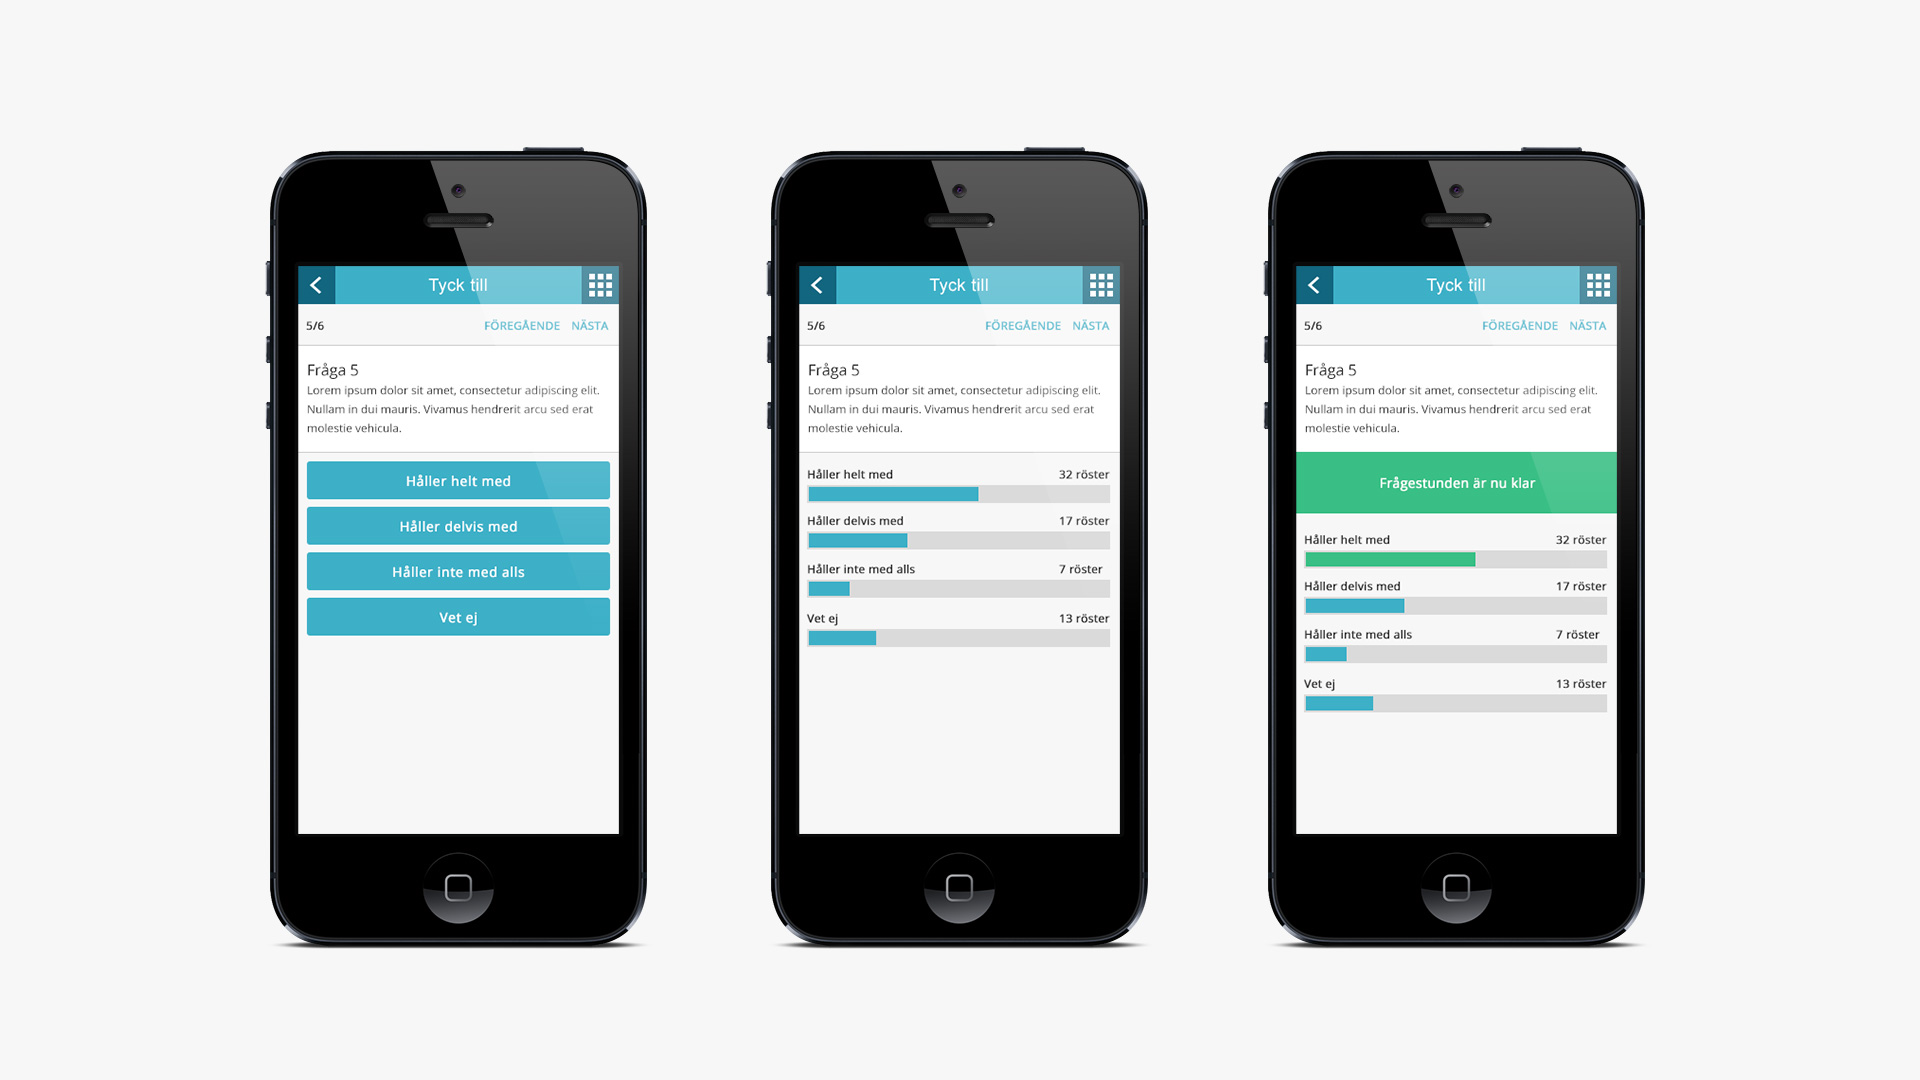 Tyck till
5/6 FÖREGÅENDE NÄSTA
Fråga 5
Lorem ipsum dolor sit amet, consectetur adipiscing elit.
Nullam in dui mauris. Vivamus hendrerit arcu sed erat
molestie vehicula.
Håller helt med
Håller delvis med
Håller inte med alls
Vet ej
Tyck till
5/6 FÖREGÅENDE NÄSTA
Fråga 5
Lorem ipsum dolor sit amet, consectetur adipiscing elit.
Nullam in dui mauris. Vivamus hendrerit arcu sed erat
molestie vehicula.
Håller helt med 32 röster
Håller delvis med 17 röster
Håller inte med alls 7 röster
Vet ej 13 röster
Tyck till
5/6 FÖREGÅENDE NÄSTA
Fråga 5
Lorem ipsum dolor sit amet, consectetur adipiscing elit.
Nullam in dui mauris. Vivamus hendrerit arcu sed erat
molestie vehicula.
Frågestunden är nu klar
Håller helt med 32 röster
Håller delvis med 17 röster
Håller inte med alls 7 röster
Vet ej 13 röster